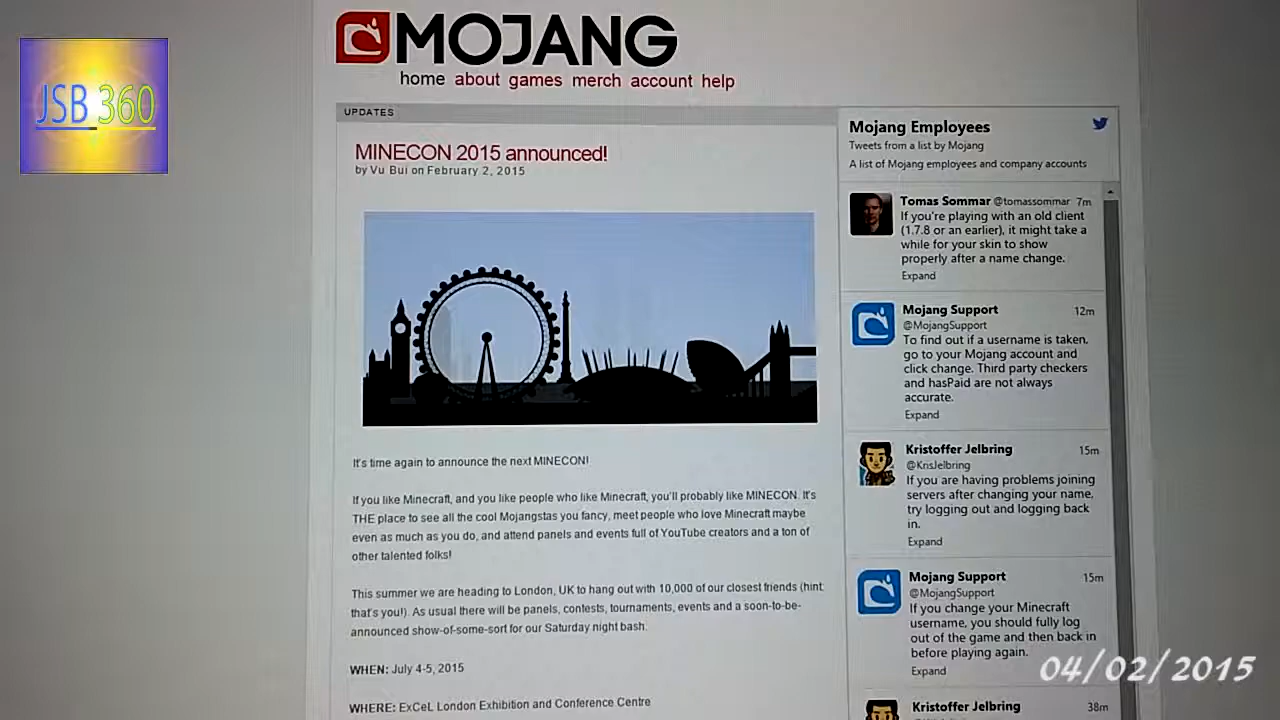 JSB 360
MOJANG
home about games merch account help
UPDATES
MINECON 2015 announced!
by Vu Bui on February 2, 2015
It's time again to announce the next MINECON!
If you like Minecraft, and you like people who like Minecraft, you'll probably like MINECON. It's
THE place to see all the cool Mojangstas you fancy, meet people who love Minecraft maybe
even as much as you do, and attend panels and events full of YouTube creators and a ton of
other talented folks!
This summer we are heading to London, UK to hang out with 10,000 of our closest friends (hint:
that's you!). As usual there will be panels, contests, tournaments, events and a soon-to-be-
announced show-of-some-sort for our Saturday night bash.
WHEN: July 4-5, 2015
WHERE: ExCeL London Exhibition and Conference Centre
Mojang Employees
Tweets from a list by Mojang
A list of Mojang employees and company accounts
Tomas Sommar @tomassommar 7m
If you're playing with an old client
(1.7.8 or an earlier), it might take a
while for your skin to show
properly after a name change.
Expand
Mojang Support 12m
@MojangSupport
To find out if a username is taken,
go to your Mojang account and
click change. Third party checkers
and hasPaid are not always
accurate.
Expand
Kristoffer Jelbring 15m
@KrisJelbring
If you are having problems joining
servers after changing your name,
try logging out and logging back
in.
Expand
Mojang Support 15m
@MojangSupport
If you change your Minecraft
username, you should fully log
out of the game and then back in
before playing again.
Expand
Kristoffer Jelbring 38m
04/02/2015